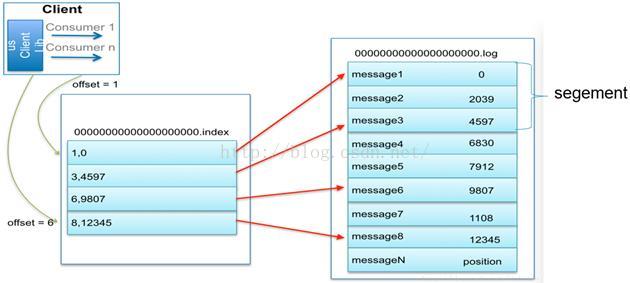 Client
us Client Lib
Consumer 1
Consumer n
offset = 1
00000000000000000000.index
1,0
3,4597
6,9807
8,12345
offset = 6
00000000000000000000.log
message1 0
message2 2039
message3 4597
message4 6830
message5 7912
message6 9807
message7 1108
message8 12345
messageN position
segement
http://blog.csdn.net/